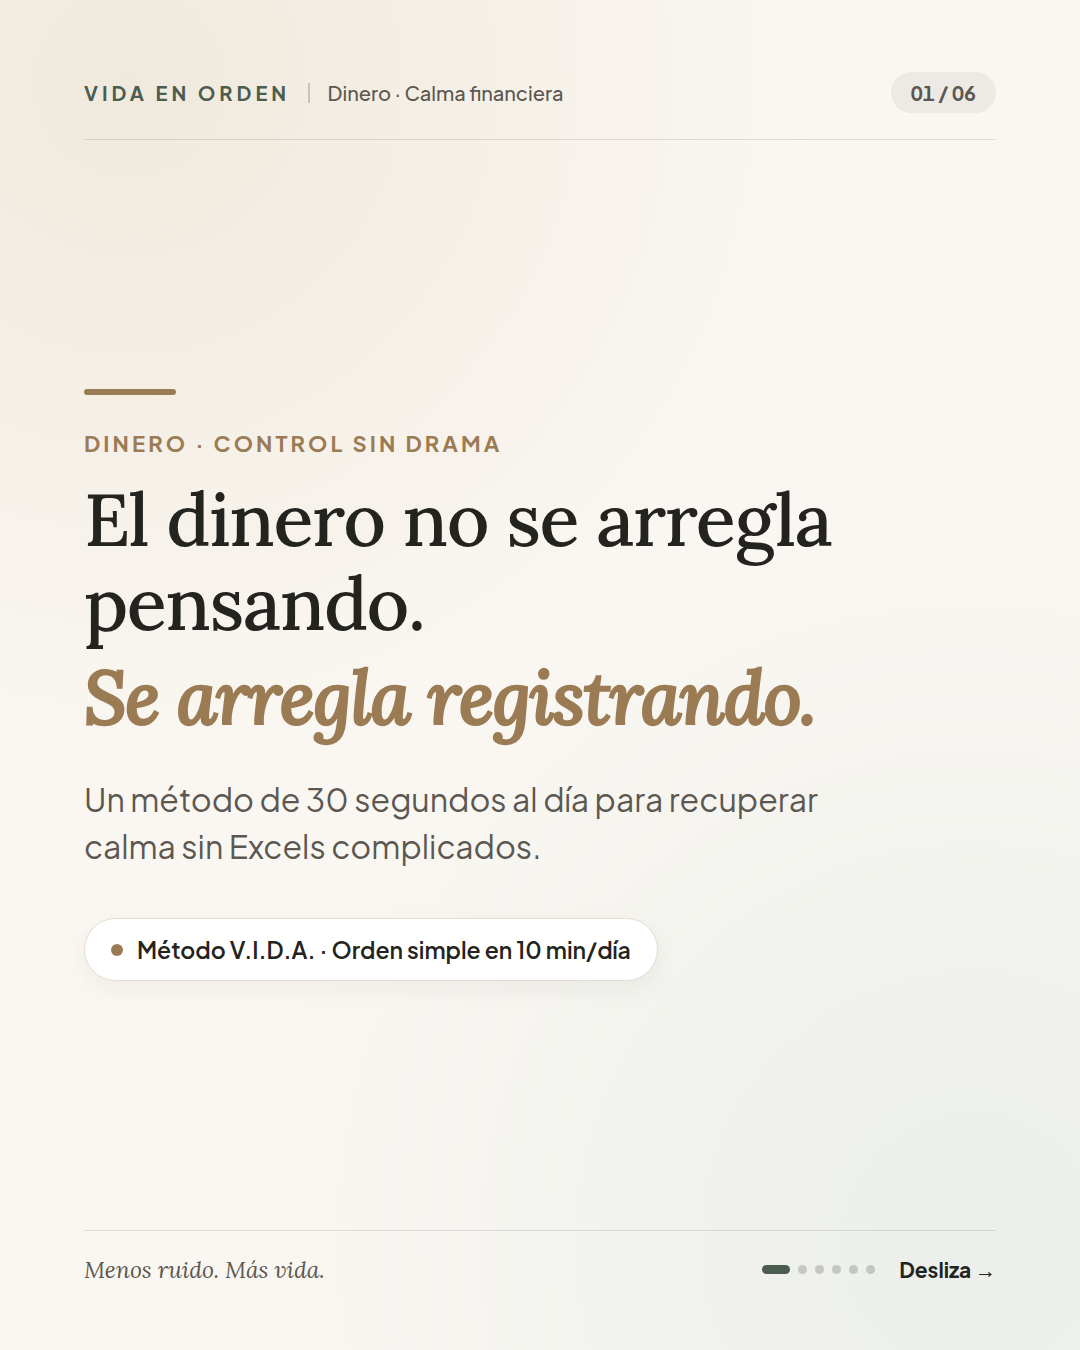 VIDA EN ORDEN | Dinero · Calma financiera
01 / 06
DINERO · CONTROL SIN DRAMA
El dinero no se arregla
pensando.
Se arregla registrando.
Un método de 30 segundos al día para recuperar
calma sin Excels complicados.
Método V.I.D.A. · Orden simple en 10 min/día
Menos ruido. Más vida.
Desliza →